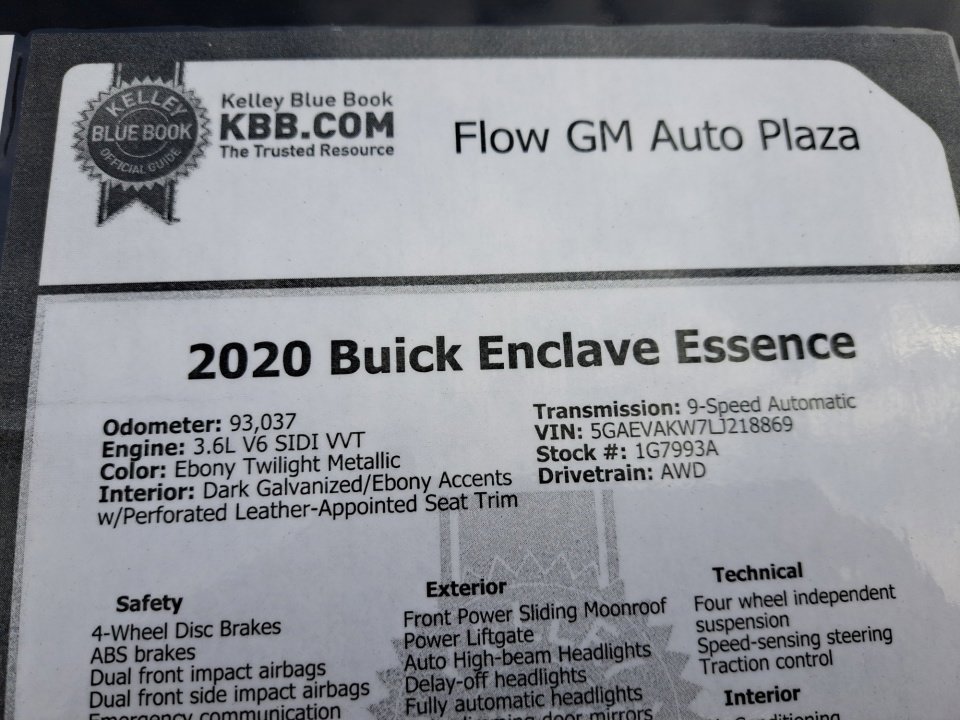 KELLEY
BLUE BOOK
OFFICIAL GUIDE
Kelley Blue Book
KBB.COM
The Trusted Resource
Flow GM Auto Plaza
2020 Buick Enclave Essence
Odometer: 93,037
Engine: 3.6L V6 SIDI VVT
Color: Ebony Twilight Metallic
Interior: Dark Galvanized/Ebony Accents
w/Perforated Leather-Appointed Seat Trim
Transmission: 9-Speed Automatic
VIN: 5GAEVAKW7LJ218869
Stock #: 1G7993A
Drivetrain: AWD
Safety
4-Wheel Disc Brakes
ABS brakes
Dual front impact airbags
Dual front side impact airbags
Emergency communication
Exterior
Front Power Sliding Moonroof
Power Liftgate
Auto High-beam Headlights
Delay-off headlights
Fully automatic headlights
door mirrors
Technical
Four wheel independent
suspension
Speed-sensing steering
Traction control
Interior